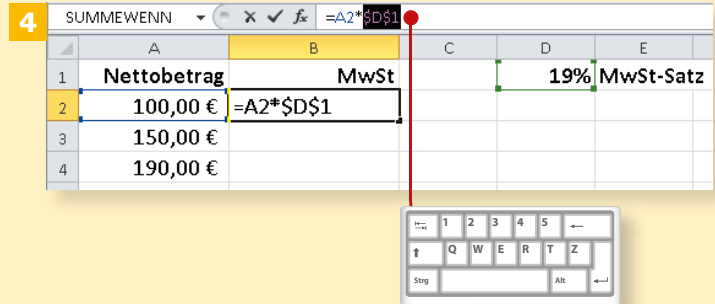 4 SUMMEWENN fx =A2*$D$1
A B C D E
1 Nettobetrag MwSt 19% MwSt-Satz
2 100,00 € =A2*$D$1
3 150,00 €
4 190,00 €
1 2 3 4 5
Q W E R T Z
Strg Alt